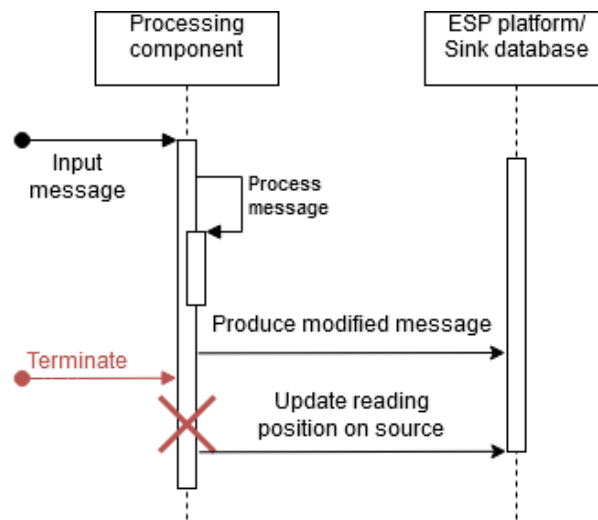 Processing
component
ESP platform/
Sink database
Input
message
Process
message
Produce modified message
Terminate
Update reading
position on source